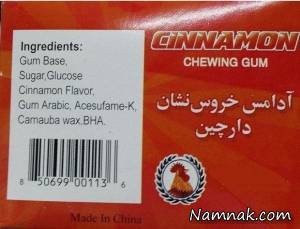 Ingredients:
Gum Base,
Sugar,Glucose
Cinnamon Flavor,
Gum Arabic, Acesufame-K,
Carnauba wax.BHA.
8 50699 00113 6
CINNAMON
CHEWING GUM
آدامس خروس نشان
دارچین
Made In China
Namnak.com